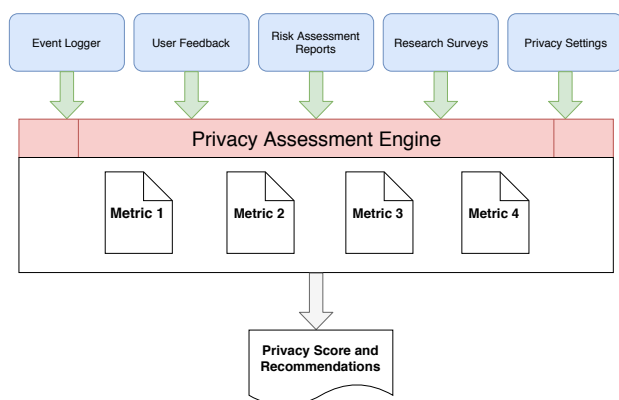 Event Logger
User Feedback
Risk Assessment
Reports
Research Surveys
Privacy Settings
Privacy Assessment Engine
Metric 1
Metric 2
Metric 3
Metric 4
Privacy Score and
Recommendations